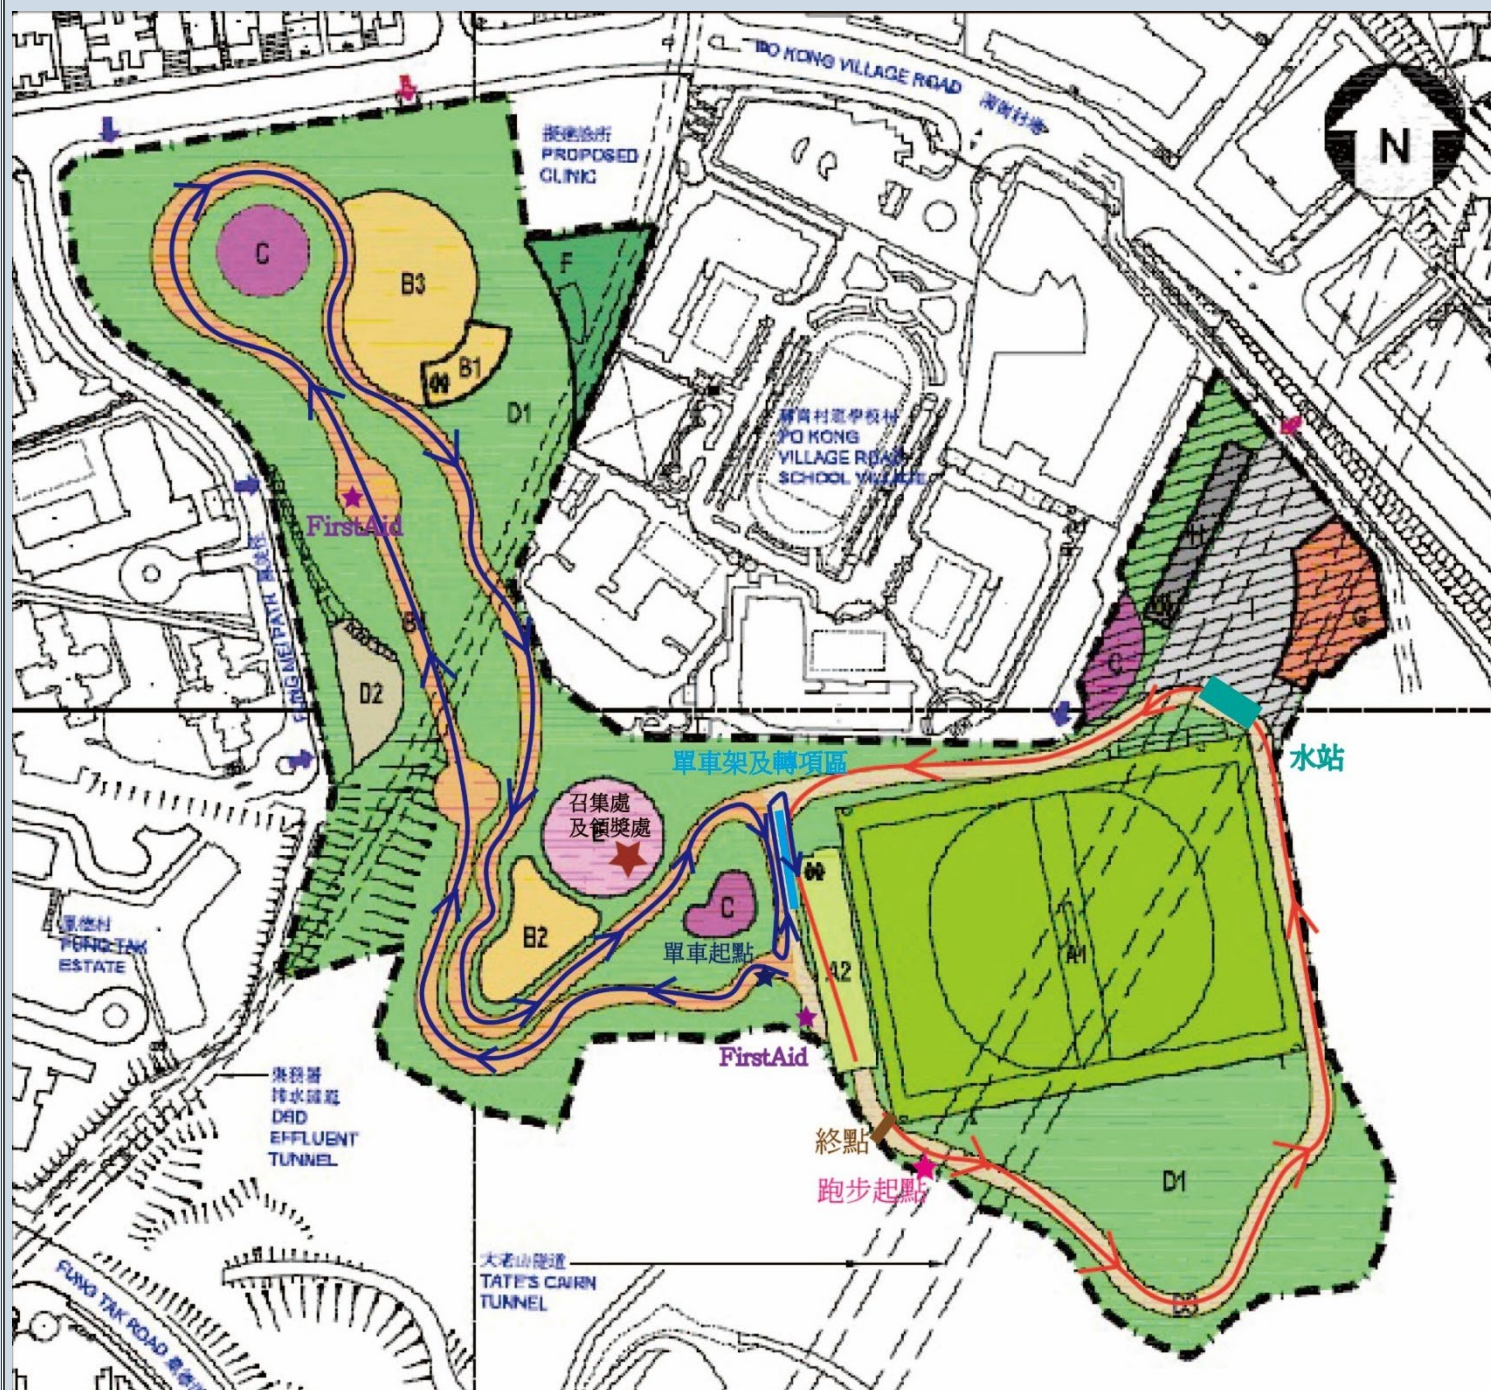 PO KONG VILLAGE ROAD
蒲崗村道
N
擬建診所
PROPOSED
CLINIC
C
B3
F
B1
D1
蒲崗村道學校村
PO KONG
VILLAGE ROAD
SCHOOL VILLAGE
FirstAid
FUNG MEI PATH
H
I
G
C
D2
單車架及轉項區
水站
召集處
及領獎處
E
C
B2
單車起點
A2
A1
鳳德村
FUNG TAK
ESTATE
FirstAid
渠務署
排水隧道
DSD
EFFLUENT
TUNNEL
終點
跑步起點
D1
大老山隧道
TATE'S CAIRN
TUNNEL
D3
FUNG TAK ROAD